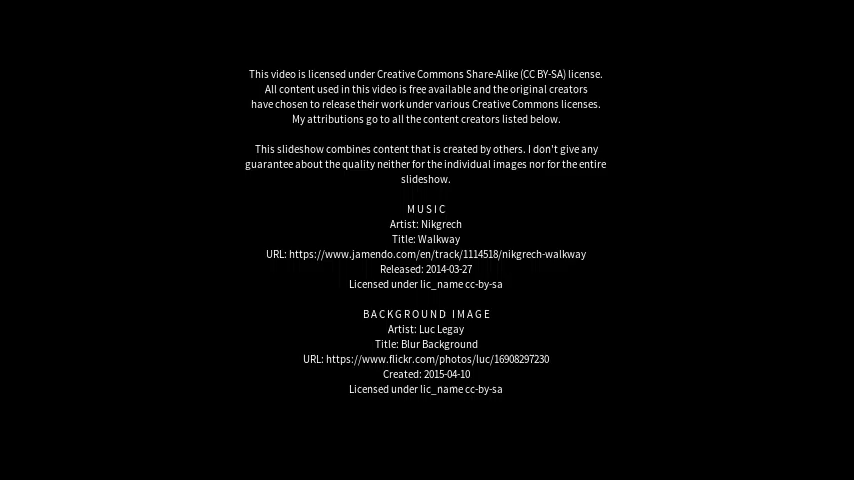 This video is licensed under Creative Commons Share-Alike (CC BY-SA) license.
All content used in this video is free available and the original creators
have chosen to release their work under various Creative Commons licenses.
My attributions go to all the content creators listed below.
This slideshow combines content that is created by others. I don't give any
guarantee about the quality neither for the individual images nor for the entire
slideshow.
MUSIC
Artist: Nikgrech
Title: Walkway
URL: https://www.jamendo.com/en/track/1114518/nikgrech-walkway
Released: 2014-03-27
Licensed under lic_name cc-by-sa
BACKGROUND IMAGE
Artist: Luc Legay
Title: Blur Background
URL: https://www.flickr.com/photos/luc/16908297230
Created: 2015-04-10
Licensed under lic_name cc-by-sa